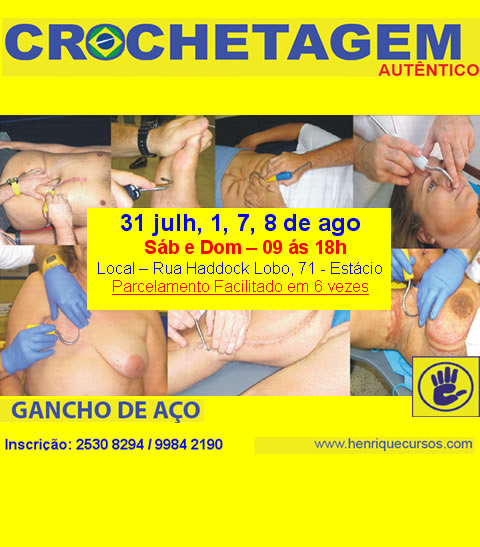 CROCHETAGEM
AUTÊNTICO
31 julh, 1, 7, 8 de ago
Sáb e Dom – 09 ás 18h
Local – Rua Haddock Lobo, 71 - Estácio
Parcelamento Facilitado em 6 vezes
GANCHO DE AÇO
Inscrição: 2530 8294 / 9984 2190
www.henriquecursos.com